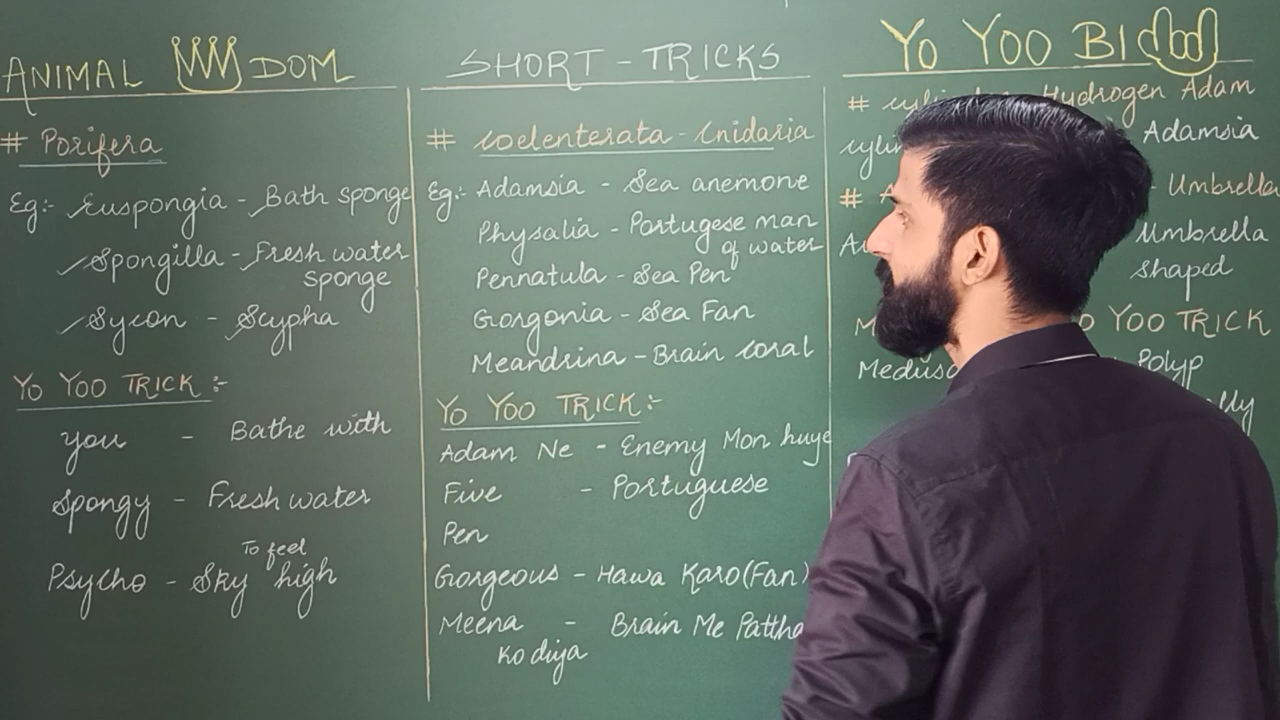 ANIMAL DOM
# Porifera
Eg:- Euspongia - Bath sponge
Spongilla - Fresh water
sponge
Sycon - Scypha
YO YOO TRICK :-
you - Bathe with
Spongy - Fresh water
To feel
Psycho - Sky high
SHORT - TRICKS
# Coelenterata - Cnidaria
Eg:- Adamsia - Sea anemone
Physalia - Portugese man
of water
Pennatula - Sea Pen
Gorgonia - Sea Fan
Meandrina - Brain coral
YO YOO TRICK :-
Adam Ne - Enemy Mon huye
Five - Portuguese
Pen
Gorgeous - Hawa Karo (Fan)
Meena - Brain Me Pattha
Ko diya
YO YOO BIO
# Hydrogen Adam
Adamsia
# - Umbrella
Umbrella
shaped
YOO TRICK
Polyp